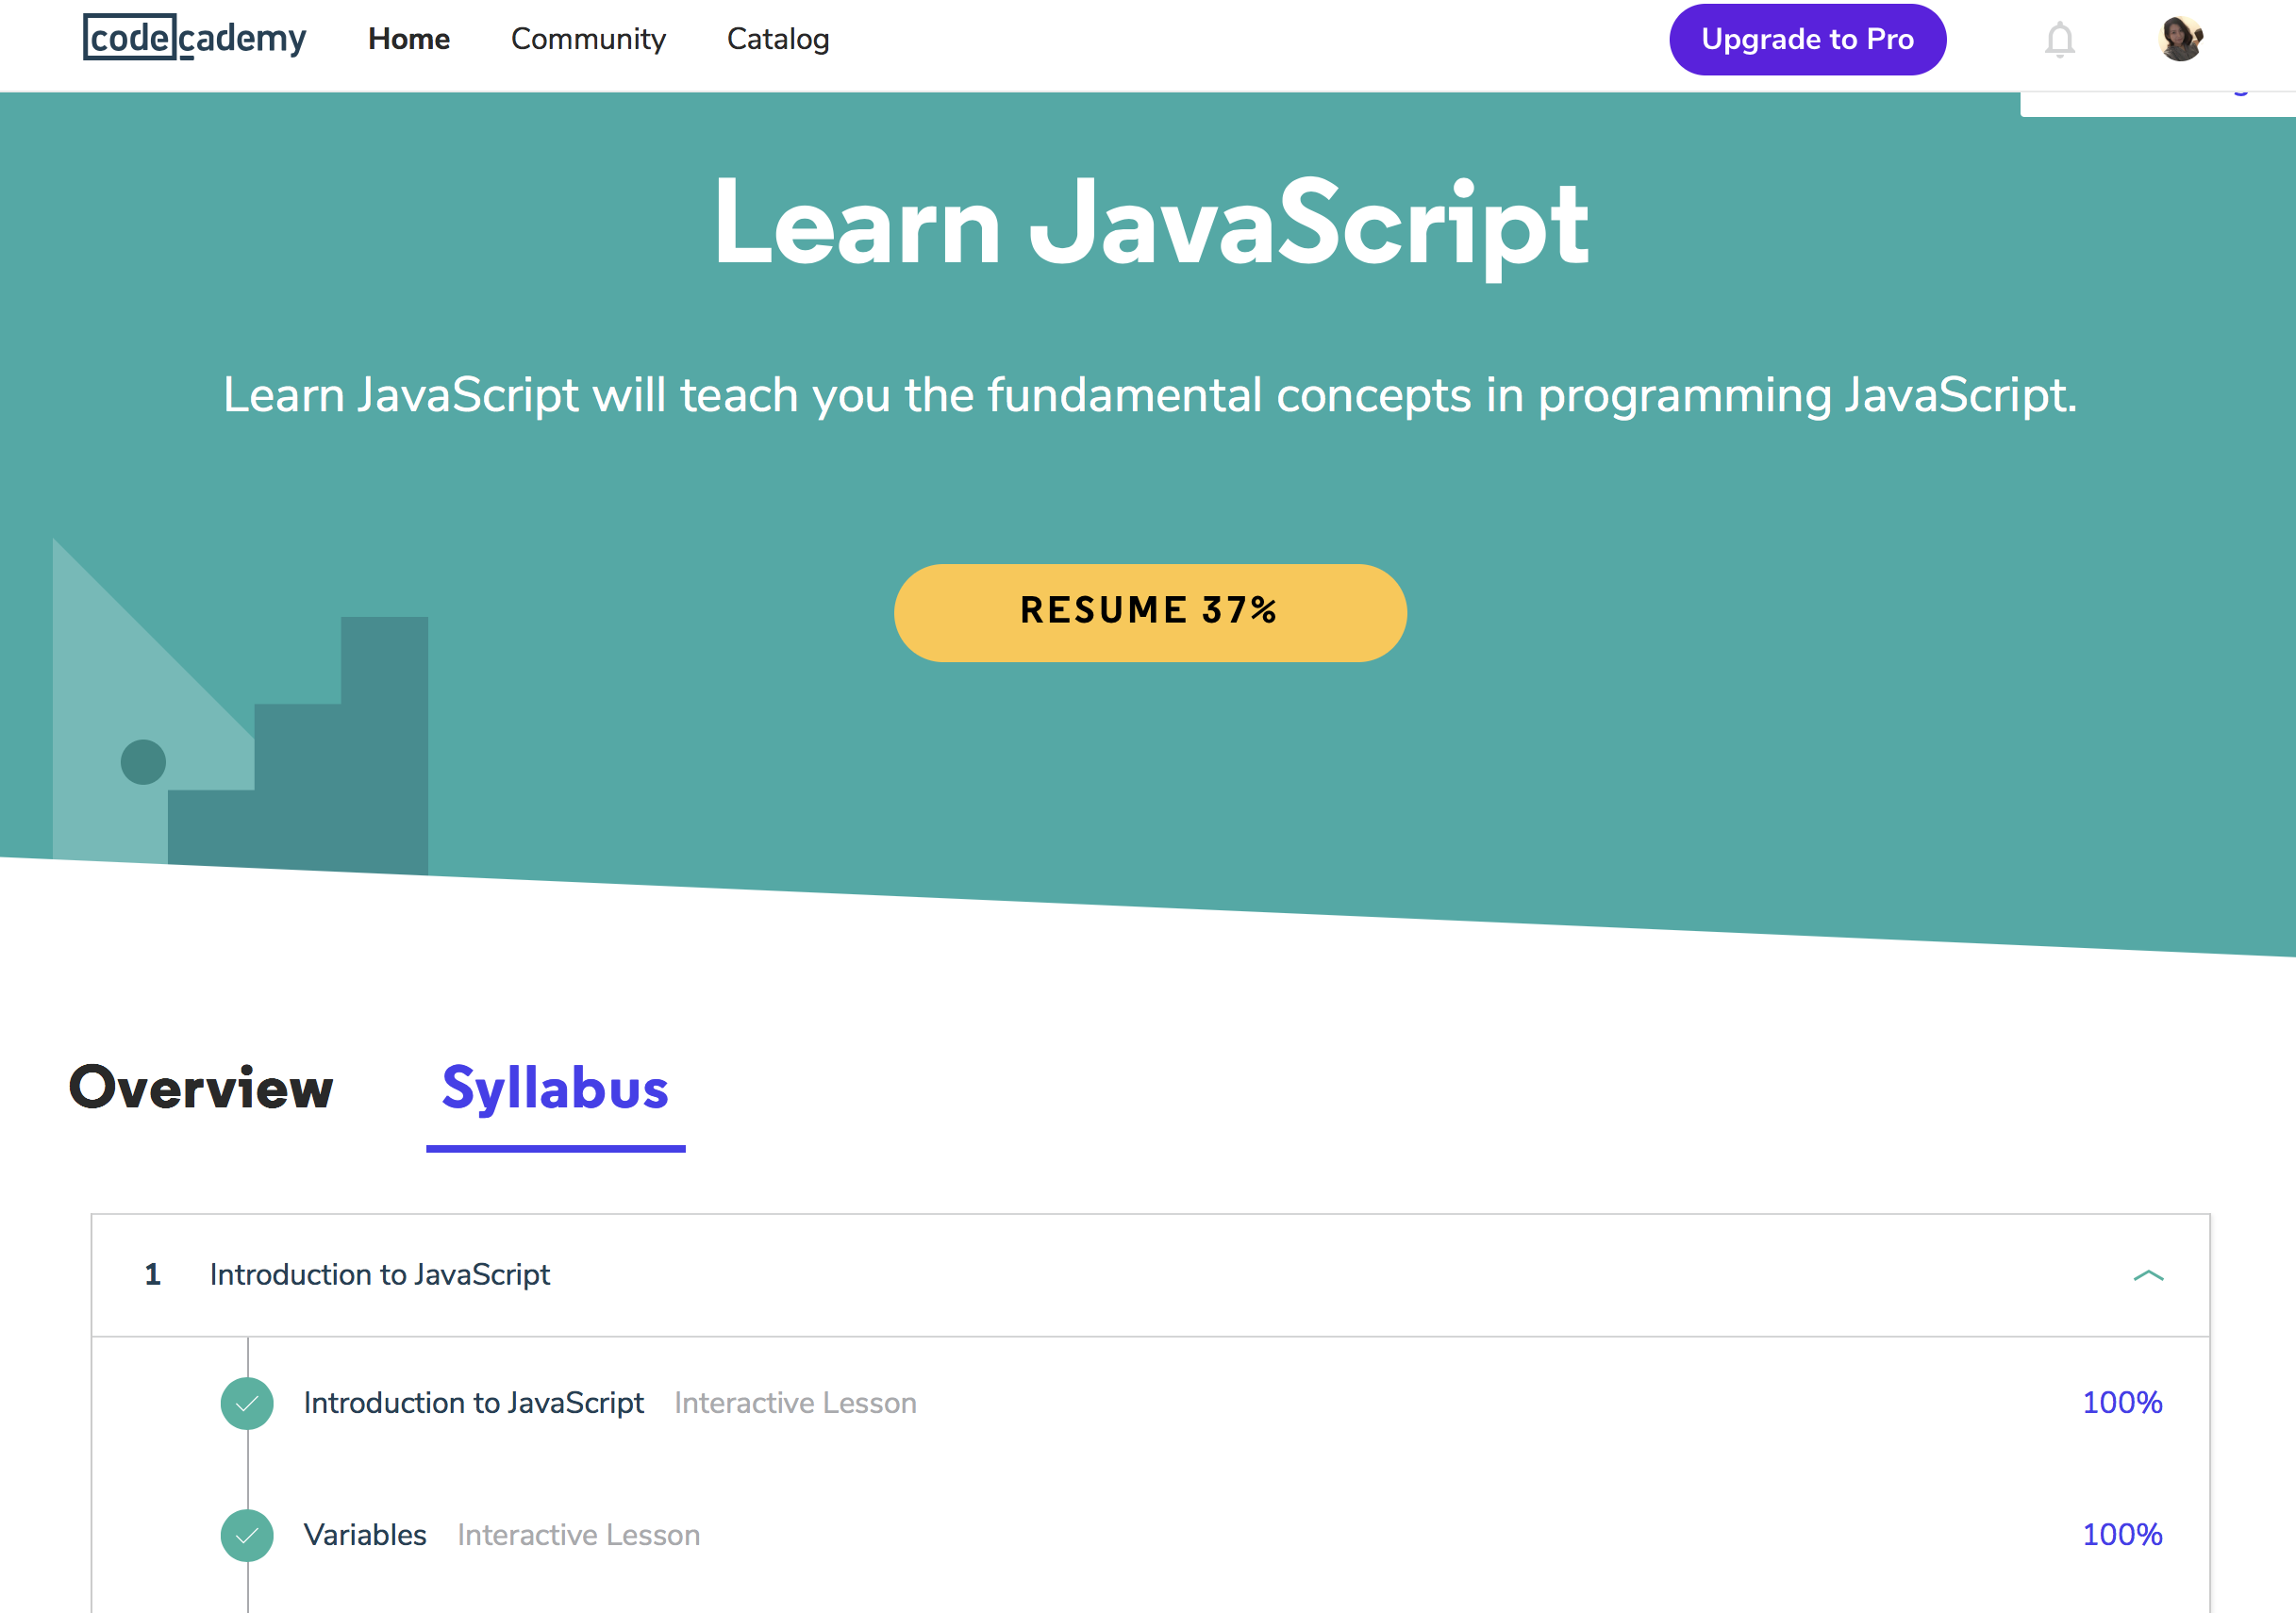 codecademy Home Community Catalog Upgrade to Pro
Learn JavaScript
Learn JavaScript will teach you the fundamental concepts in programming JavaScript.
RESUME 37%
Overview Syllabus
1 Introduction to JavaScript
Introduction to JavaScript Interactive Lesson 100%
Variables Interactive Lesson 100%